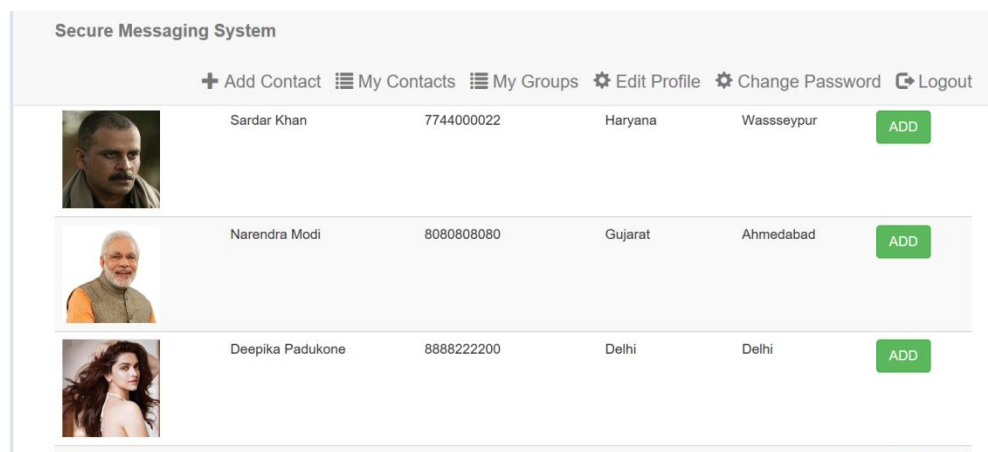 Secure Messaging System
Add Contact My Contacts My Groups Edit Profile Change Password Logout
Sardar Khan 7744000022 Haryana Wassseypur ADD
Narendra Modi 8080808080 Gujarat Ahmedabad ADD
Deepika Padukone 8888222200 Delhi Delhi ADD